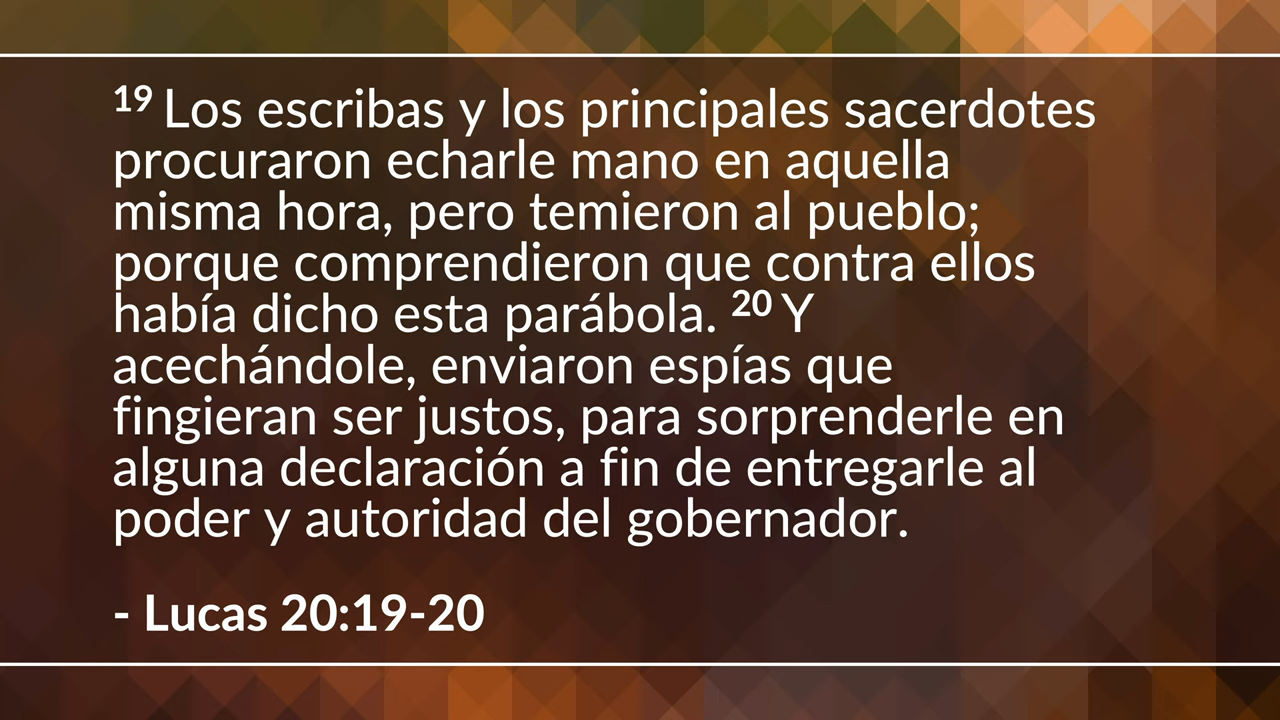 19 Los escribas y los principales sacerdotes
procuraron echarle mano en aquella
misma hora, pero temieron al pueblo;
porque comprendieron que contra ellos
había dicho esta parábola. 20 Y
acechándole, enviaron espías que
fingieran ser justos, para sorprenderle en
alguna declaración a fin de entregarle al
poder y autoridad del gobernador.
- Lucas 20:19-20